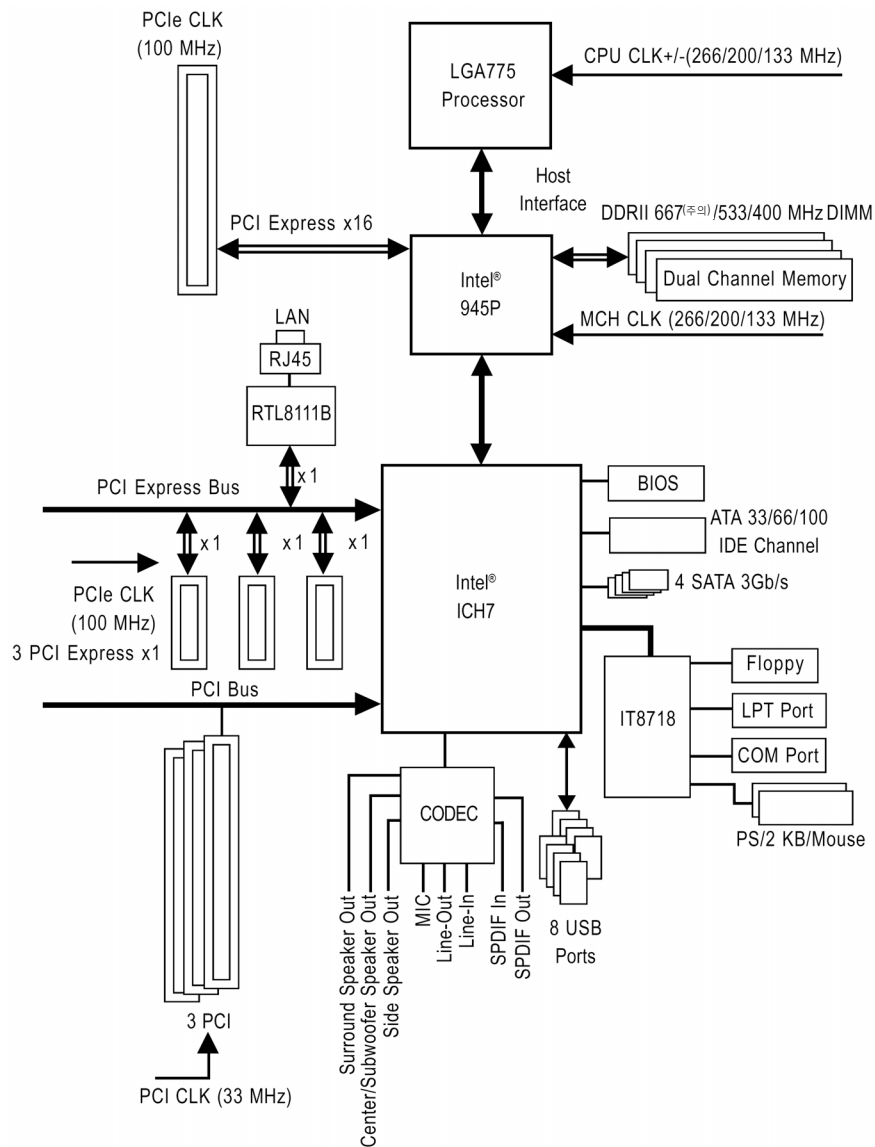 PCIe CLK
(100 MHz)
LGA775
Processor
CPU CLK+/-(266/200/133 MHz)
Host
Interface
PCI Express x16
DDRII 667(주의)/533/400 MHz DIMM
Intel®
945P
Dual Channel Memory
MCH CLK (266/200/133 MHz)
LAN
RJ45
RTL8111B
x1
PCI Express Bus
x1
x1
x1
PCIe CLK
(100 MHz)
3 PCI Express x1
Intel®
ICH7
BIOS
ATA 33/66/100
IDE Channel
4 SATA 3Gb/s
PCI Bus
IT8718
Floppy
LPT Port
COM Port
PS/2 KB/Mouse
CODEC
Surround Speaker Out
Center/Subwoofer Speaker Out
Side Speaker Out
MIC
Line-Out
Line-In
SPDIF In
SPDIF Out
8 USB
Ports
3 PCI
PCI CLK (33 MHz)